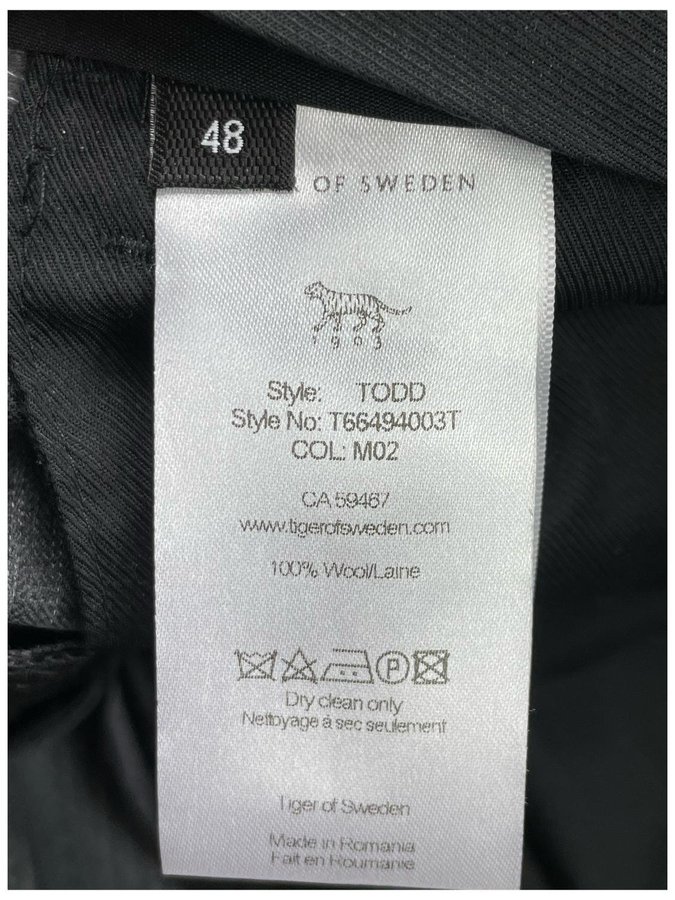 48
OF SWEDEN
1903
Style: TODD
Style No: T66494003T
COL: M02
CA 59467
www.tigerofsweden.com
100% Wool/Laine
P
Dry clean only
Nettoyage à sec seulement
Tiger of Sweden
Made in Romania
Fait en Roumanie